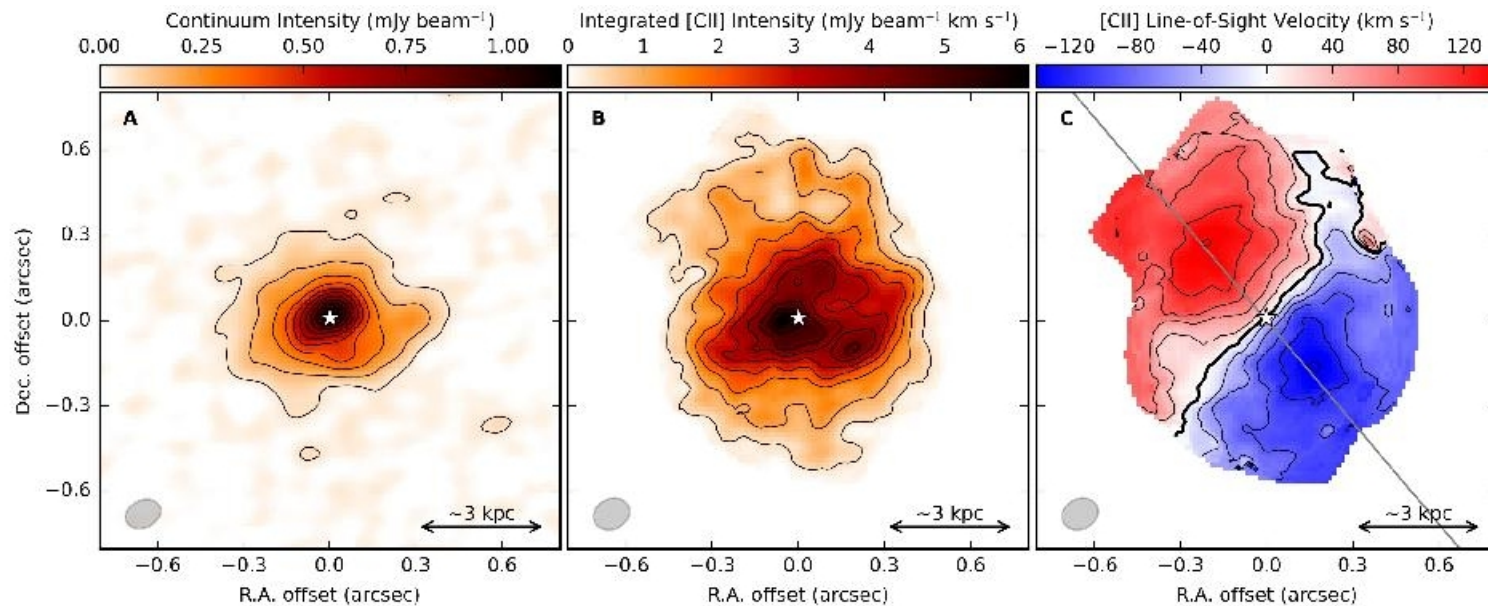 Continuum Intensity (mJy beam⁻¹)
0.00 0.25 0.50 0.75 1.00
A
0.6
0.3
0.0
−0.3
−0.6
Dec. offset (arcsec)
~3 kpc
−0.6 −0.3 0.0 0.3 0.6
R.A. offset (arcsec)
Integrated [CII] Intensity (mJy beam⁻¹ km s⁻¹)
0 1 2 3 4 5 6
B
~3 kpc
−0.6 −0.3 0.0 0.3 0.6
R.A. offset (arcsec)
[CII] Line-of-Sight Velocity (km s⁻¹)
−120 −80 −40 0 40 80 120
C
~3 kpc
−0.6 −0.3 0.0 0.3 0.6
R.A. offset (arcsec)